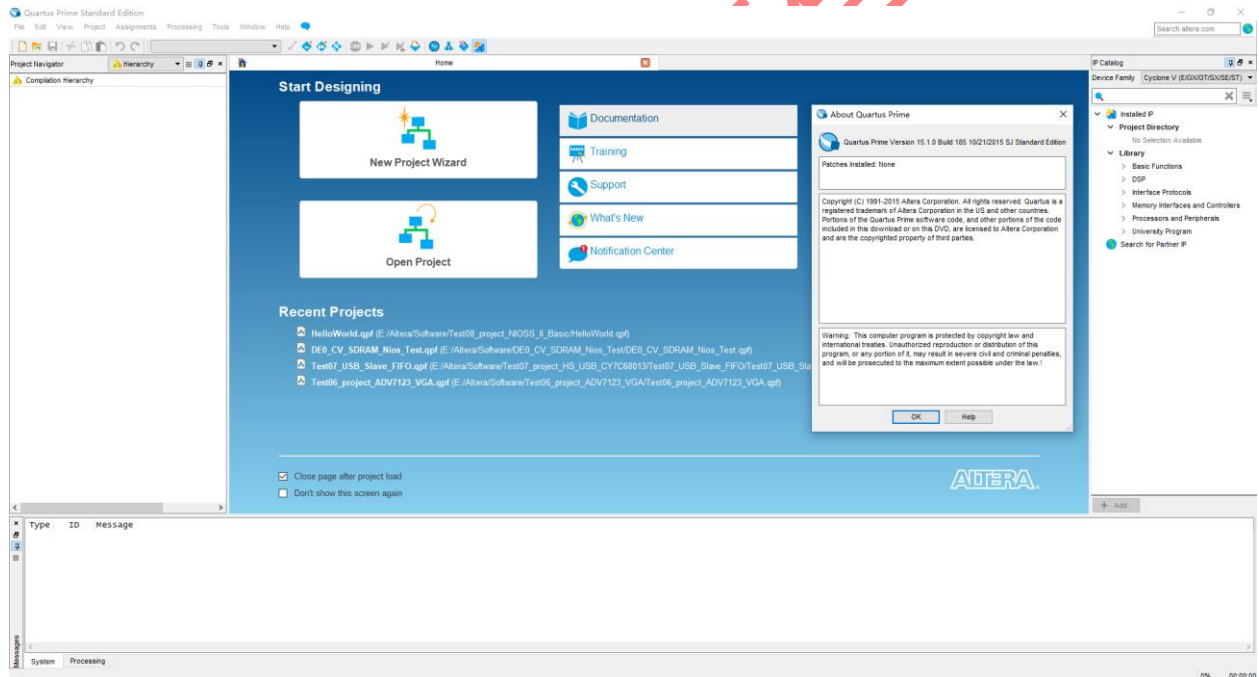 Quartus Prime Standard Edition
File Edit View Project Assignments Processing Tools Window Help
Search altera.com
Project Navigator
Hierarchy
Compilation Hierarchy
Home
Start Designing
New Project Wizard
Open Project
Documentation
Training
Support
What's New
Notification Center
Recent Projects
HelloWorld.qpf (E:/Altera/Software/Test08_project_NIOSS_II_Basic/HelloWorld.qpf)
DE0_CV_SDRAM_Nios_Test.qpf (E:/Altera/Software/DE0_CV_SDRAM_Nios_Test/DE0_CV_SDRAM_Nios_Test.qpf)
Test07_USB_Slave_FIFO.qpf (E:/Altera/Software/Test07_project_HS_USB_CY7C68013/Test07_USB_Slave_FIFO/Test07_USB_Sla
Test06_project_ADV7123_VGA.qpf (E:/Altera/Software/Test06_project_ADV7123_VGA/Test06_project_ADV7123_VGA.qpf)
Close page after project load
Don't show this screen again
ALTERA.
About Quartus Prime
Quartus Prime Version 15.1.0 Build 185 10/21/2015 SJ Standard Edition
Patches Installed: None
Copyright (C) 1991-2015 Altera Corporation. All rights reserved. Quartus is a
registered trademark of Altera Corporation in the US and other countries.
Portions of the Quartus Prime software code, and other portions of the code
included in this download or on this DVD, are licensed to Altera Corporation
and are the copyrighted property of third parties.
Warning: This computer program is protected by copyright law and
international treaties. Unauthorized reproduction or distribution of this
program, or any portion of it, may result in severe civil and criminal penalties,
and will be prosecuted to the maximum extent possible under the law.!
OK Help
IP Catalog
Device Family Cyclone V (E/GX/GT/SX/SE/ST)
Installed IP
Project Directory
No Selection Available
Library
Basic Functions
DSP
Interface Protocols
Memory Interfaces and Controllers
Processors and Peripherals
University Program
Search for Partner IP
+ Add...
Type ID Message
Messages
System Processing
0% 00:00:00